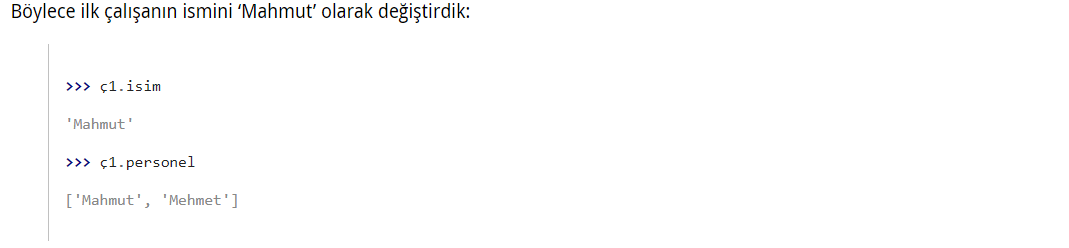 Böylece ilk çalışanın ismini ‘Mahmut’ olarak değiştirdik:
>>> ç1.isim
'Mahmut'
>>> ç1.personel
['Mahmut', 'Mehmet']